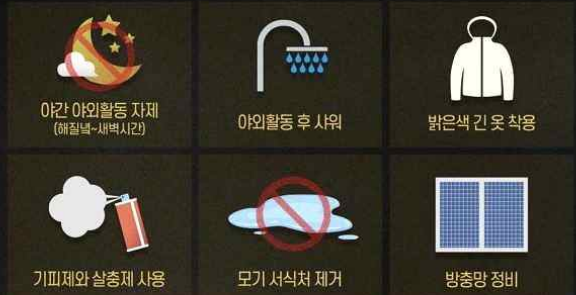 야간 야외활동 자제
(해질녘~새벽시간)
야외활동 후 샤워
밝은색 긴 옷 착용
기피제와 살충제 사용
모기 서식처 제거
방충망 정비